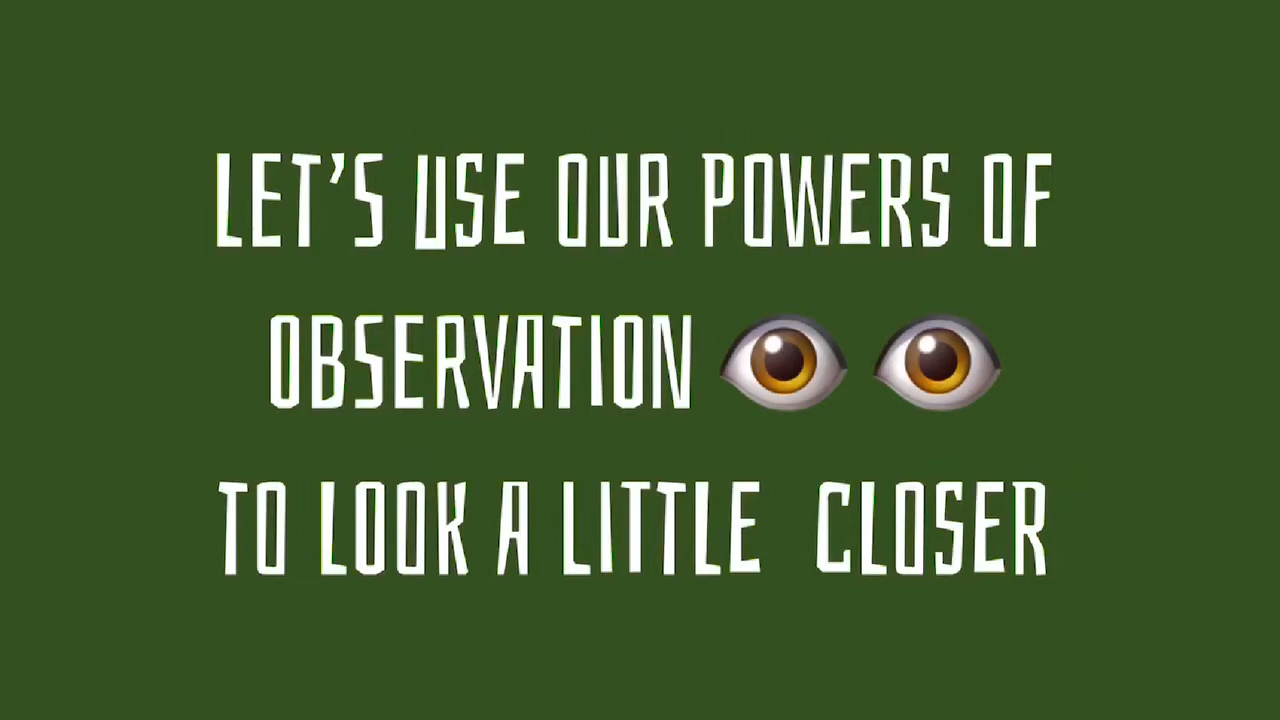 LET'S USE OUR POWERS OF
OBSERVATION 👁️ 👁️
TO LOOK A LITTLE CLOSER